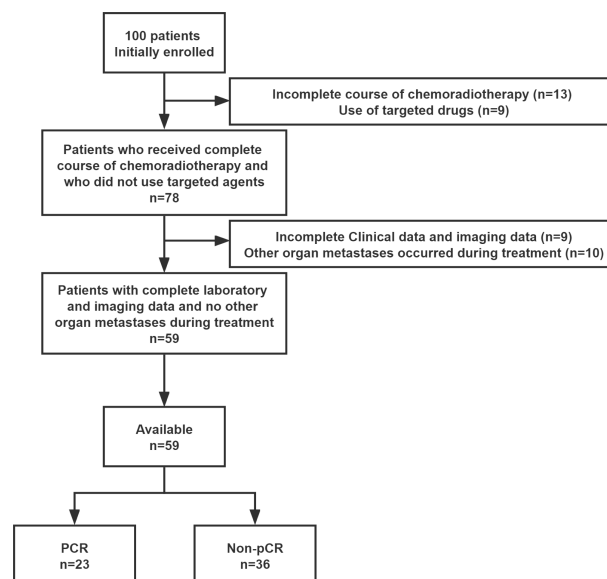 100 patients
Initially enrolled
Incomplete course of chemoradiotherapy (n=13)
Use of targeted drugs (n=9)
Patients who received complete
course of chemoradiotherapy and
who did not use targeted agents
n=78
Incomplete Clinical data and imaging data (n=9)
Other organ metastases occurred during treatment (n=10)
Patients with complete laboratory
and imaging data and no other
organ metastases during treatment
n=59
Available
n=59
PCR
n=23
Non-pCR
n=36